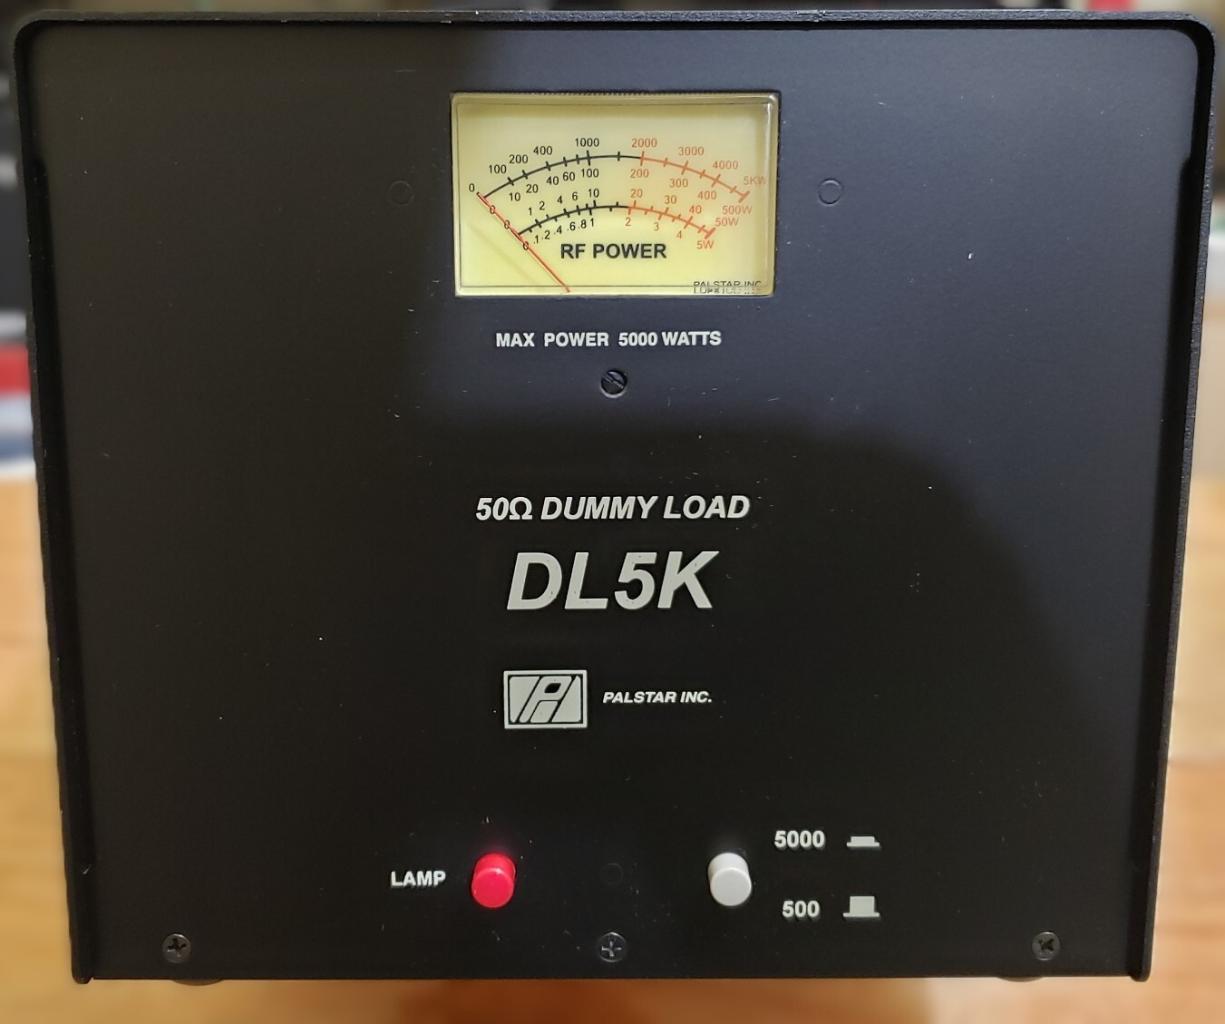 1000 2000
400 3000
200 4000
100 5KW
0
40 60 100 200 300 400 500W
10 20
0
1 2 4 6 10 20 30 40 50W
0
.1 .2 .4 .6 .8 1 2 3 4 5W
0
RF POWER
PALSTAR INC
MAX POWER 5000 WATTS
50Ω DUMMY LOAD
DL5K
PALSTAR INC.
5000
LAMP
500